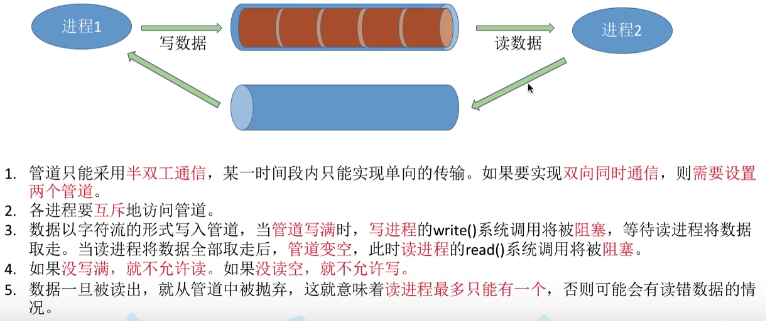 进程1
写数据
读数据
进程2
1. 管道只能采用半双工通信，某一时间段内只能实现单向的传输。如果要实现双向同时通信，则需要设置
两个管道。
2. 各进程要互斥地访问管道。
3. 数据以字符流的形式写入管道，当管道写满时，写进程的write()系统调用将被阻塞，等待读进程将数据
取走。当读进程将数据全部取走后，管道变空，此时读进程的read()系统调用将被阻塞。
4. 如果没写满，就不允许读。如果没读空，就不允许写。
5. 数据一旦被读出，就从管道中被抛弃，这就意味着读进程最多只能有一个，否则可能会有读错数据的情
况。